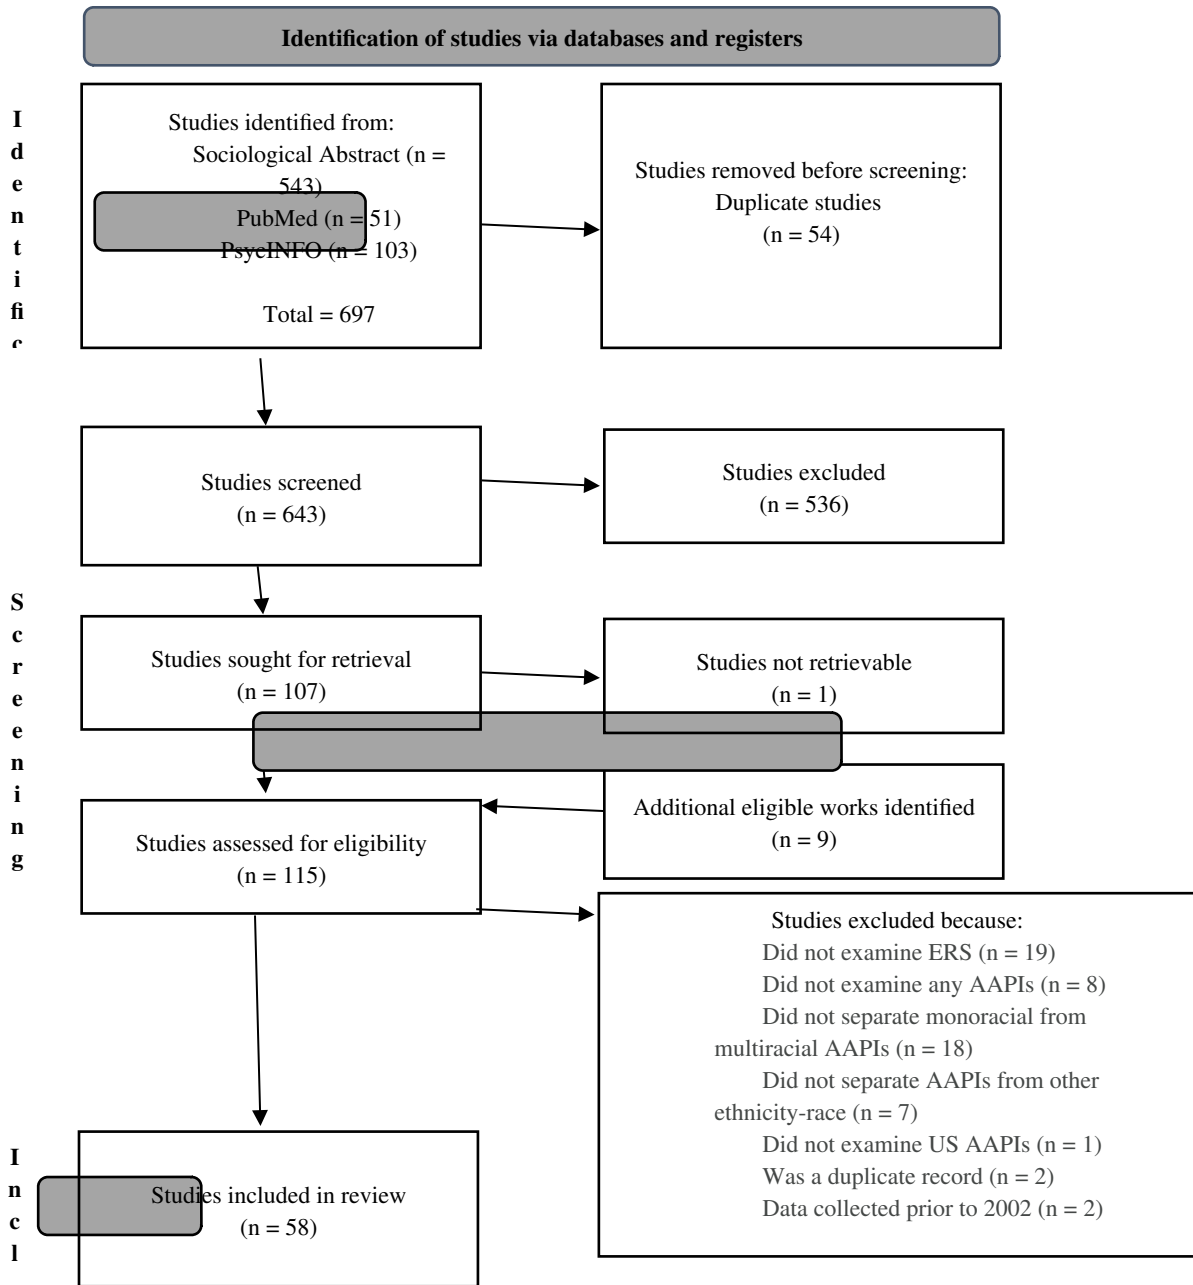 Identification of studies via databases and registers
Identific
Studies identified from:
Sociological Abstract (n =
543)
PubMed (n = 51)
PsycINFO (n = 103)
Total = 697
Studies removed before screening:
Duplicate studies
(n = 54)
Studies screened
(n = 643)
Studies excluded
(n = 536)
Screening
Studies sought for retrieval
(n = 107)
Studies not retrievable
(n = 1)
Additional eligible works identified
(n = 9)
Studies assessed for eligibility
(n = 115)
Studies excluded because:
Did not examine ERS (n = 19)
Did not examine any AAPIs (n = 8)
Did not separate monoracial from
multiracial AAPIs (n = 18)
Did not separate AAPIs from other
ethnicity-race (n = 7)
Did not examine US AAPIs (n = 1)
Was a duplicate record (n = 2)
Data collected prior to 2002 (n = 2)
Incl
Studies included in review
(n = 58)